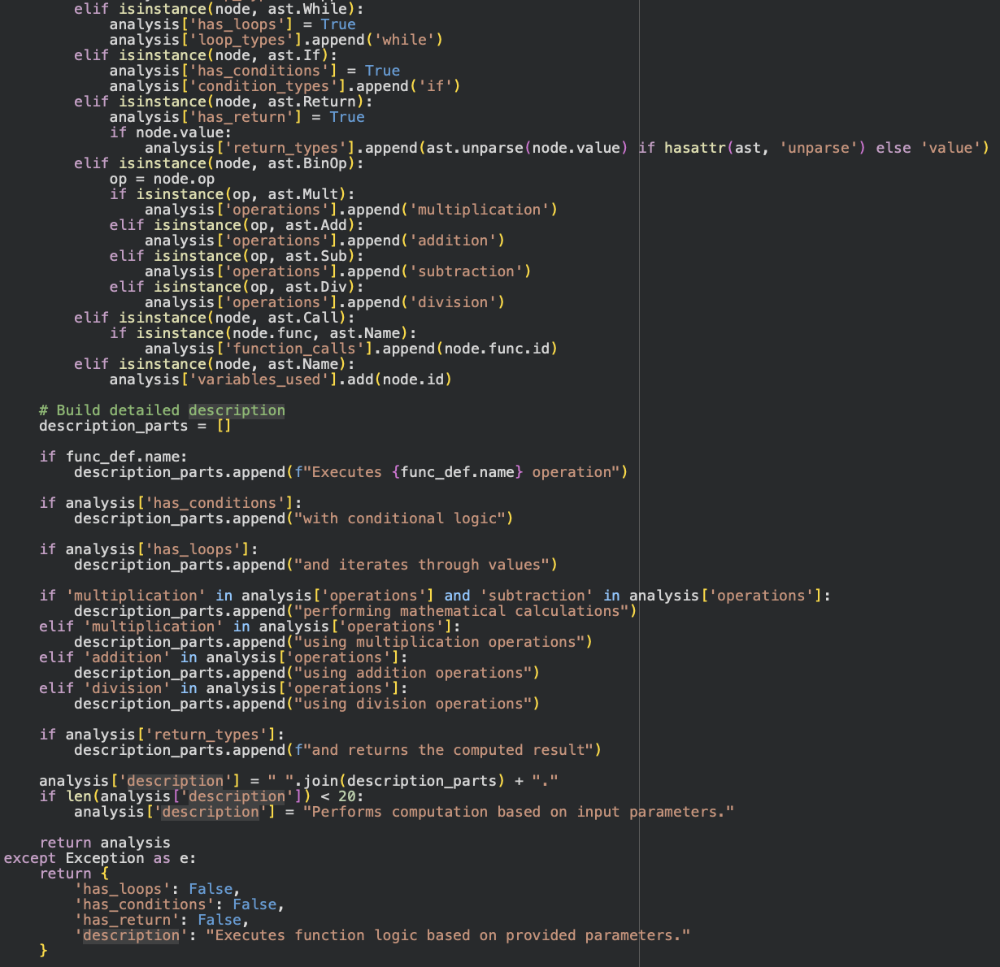 elif isinstance(node, ast.While):
            analysis['has_loops'] = True
            analysis['loop_types'].append('while')
        elif isinstance(node, ast.If):
            analysis['has_conditions'] = True
            analysis['condition_types'].append('if')
        elif isinstance(node, ast.Return):
            analysis['has_return'] = True
            if node.value:
                analysis['return_types'].append(ast.unparse(node.value) if hasattr(ast, 'unparse') else 'value')
        elif isinstance(node, ast.BinOp):
            op = node.op
            if isinstance(op, ast.Mult):
                analysis['operations'].append('multiplication')
            elif isinstance(op, ast.Add):
                analysis['operations'].append('addition')
            elif isinstance(op, ast.Sub):
                analysis['operations'].append('subtraction')
            elif isinstance(op, ast.Div):
                analysis['operations'].append('division')
        elif isinstance(node, ast.Call):
            if isinstance(node.func, ast.Name):
                analysis['function_calls'].append(node.func.id)
        elif isinstance(node, ast.Name):
            analysis['variables_used'].add(node.id)

    # Build detailed description
    description_parts = []

    if func_def.name:
        description_parts.append(f"Executes {func_def.name} operation")

    if analysis['has_conditions']:
        description_parts.append("with conditional logic")

    if analysis['has_loops']:
        description_parts.append("and iterates through values")

    if 'multiplication' in analysis['operations'] and 'subtraction' in analysis['operations']:
        description_parts.append("performing mathematical calculations")
    elif 'multiplication' in analysis['operations']:
        description_parts.append("using multiplication operations")
    elif 'addition' in analysis['operations']:
        description_parts.append("using addition operations")
    elif 'division' in analysis['operations']:
        description_parts.append("using division operations")

    if analysis['return_types']:
        description_parts.append(f"and returns the computed result")

    analysis['description'] = " ".join(description_parts) + "."
    if len(analysis['description']) < 20:
        analysis['description'] = "Performs computation based on input parameters."

    return analysis
except Exception as e:
    return {
        'has_loops': False,
        'has_conditions': False,
        'has_return': False,
        'description': "Executes function logic based on provided parameters."
    }